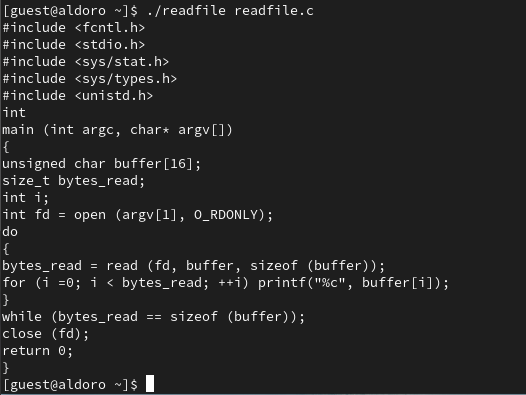 [guest@aldoro ~]$ ./readfile readfile.c
#include <fcntl.h>
#include <stdio.h>
#include <sys/stat.h>
#include <sys/types.h>
#include <unistd.h>
int
main (int argc, char* argv[])
{
unsigned char buffer[16];
size_t bytes_read;
int i;
int fd = open (argv[1], O_RDONLY);
do
{
bytes_read = read (fd, buffer, sizeof (buffer));
for (i =0; i < bytes_read; ++i) printf("%c", buffer[i]);
}
while (bytes_read == sizeof (buffer));
close (fd);
return 0;
}
[guest@aldoro ~]$